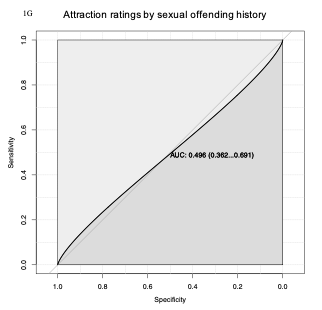 1G
Attraction ratings by sexual offending history
1.0
0.8
0.6
0.4
0.2
0.0
Sensitivity
AUC: 0.496 (0.362...0.691)
1.0 0.8 0.6 0.4 0.2 0.0
Specificity